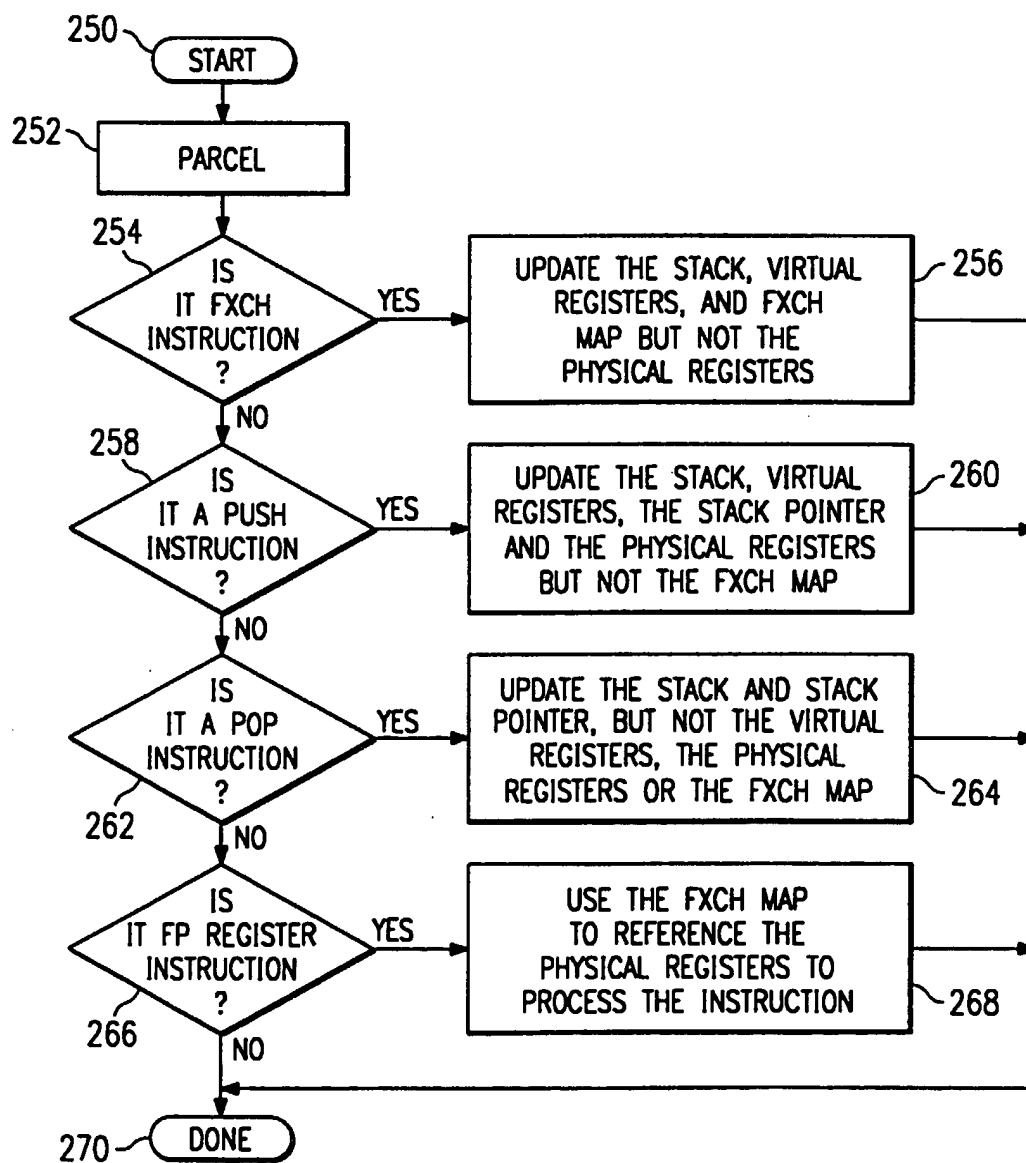 250
START
252
PARCEL
254
IS
IT FXCH
INSTRUCTION
?
YES
NO
UPDATE THE STACK, VIRTUAL
REGISTERS, AND FXCH
MAP BUT NOT THE
PHYSICAL REGISTERS
256
258
IS
IT A PUSH
INSTRUCTION
?
YES
NO
UPDATE THE STACK, VIRTUAL
REGISTERS, THE STACK POINTER
AND THE PHYSICAL REGISTERS
BUT NOT THE FXCH MAP
260
IS
IT A POP
INSTRUCTION
?
262
YES
NO
UPDATE THE STACK AND STACK
POINTER, BUT NOT THE VIRTUAL
REGISTERS, THE PHYSICAL
REGISTERS OR THE FXCH MAP
264
IS
IT FP REGISTER
INSTRUCTION
?
266
YES
NO
USE THE FXCH MAP
TO REFERENCE THE
PHYSICAL REGISTERS TO
PROCESS THE INSTRUCTION
268
270
DONE